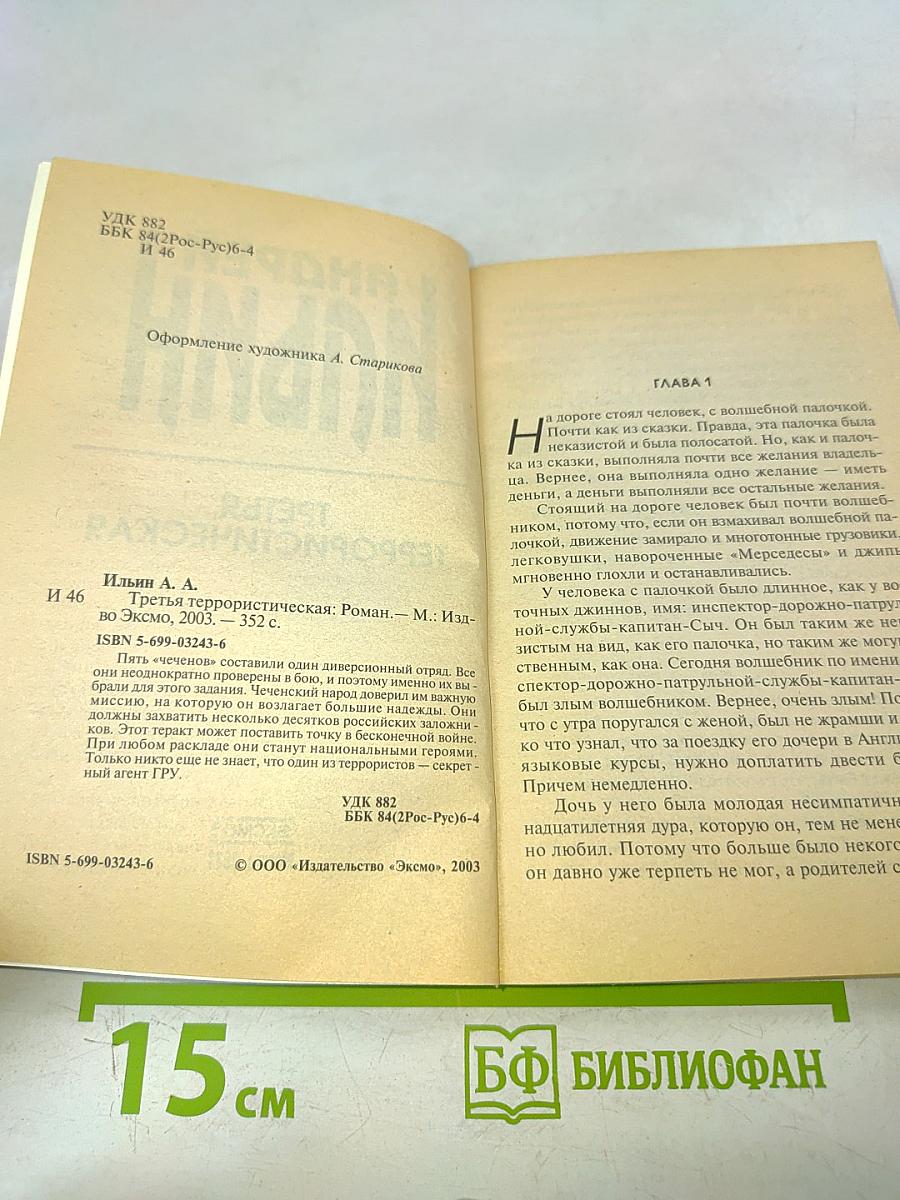 УДК 882
ББК 84(2Рос-Рус)6-4
И 46
Оформление художника А. Старикова
Ильин А. А.
И 46 Третья террористическая: Роман.— М.: Изд-
во Эксмо, 2003. — 352 с.
ISBN 5-699-03243-6
Пять «чеченов» составили один диверсионный отряд. Все
они неоднократно проверены в бою, и поэтому именно их вы-
брали для этого задания. Чеченский народ доверил им важную
миссию, на которую он возлагает большие надежды. Они
должны захватить несколько десятков российских заложни-
ков. Этот теракт может поставить точку в бесконечной войне.
При любом раскладе они станут национальными героями.
Только никто еще не знает, что один из террористов — секрет-
ный агент ГРУ.
УДК 882
ББК 84(2Рос-Рус)6-4
ISBN 5-699-03243-6
© ООО «Издательство «Эксмо», 2003
ГЛАВА 1
На дороге стоял человек, с волшебной палочкой.
Почти как из сказки. Правда, эта палочка была
неказистой и была полосатой. Но, как и палоч-
ка из сказки, выполняла почти все желания владель-
ца. Вернее, она выполняла одно желание — иметь
деньги, а деньги выполняли все остальные желания.
Стоящий на дороге человек был почти волшеб-
ником, потому что, если он взмахивал волшебной па-
лочкой, движение замирало и многотонные грузовики,
легковушки, навороченные «Мерседесы» и джипы
мгновенно глохли и останавливались.
У человека с палочкой было длинное, как у во
точных джиннов, имя: инспектор-дорожно-патрул
ной-службы-капитан-Сыч. Он был таким же не
зистым на вид, как его палочка, но таким же могу
ственным, как она. Сегодня волшебник по имени
спектор-дорожно-патрульной-службы-капитан-
был злым волшебником. Вернее, очень злым! По
что с утра поругался с женой, был не жрамши и
ко что узнал, что за поездку его дочери в Англи
языковые курсы, нужно доплатить двести б
Причем немедленно.
Дочь у него была молодая несимпатичн
надцатилетняя дура, которую он, тем не мене
но любил. Потому что больше было некого
он давно уже терпеть не мог, а родителей с
15 см
БФ БИБЛИОФАН